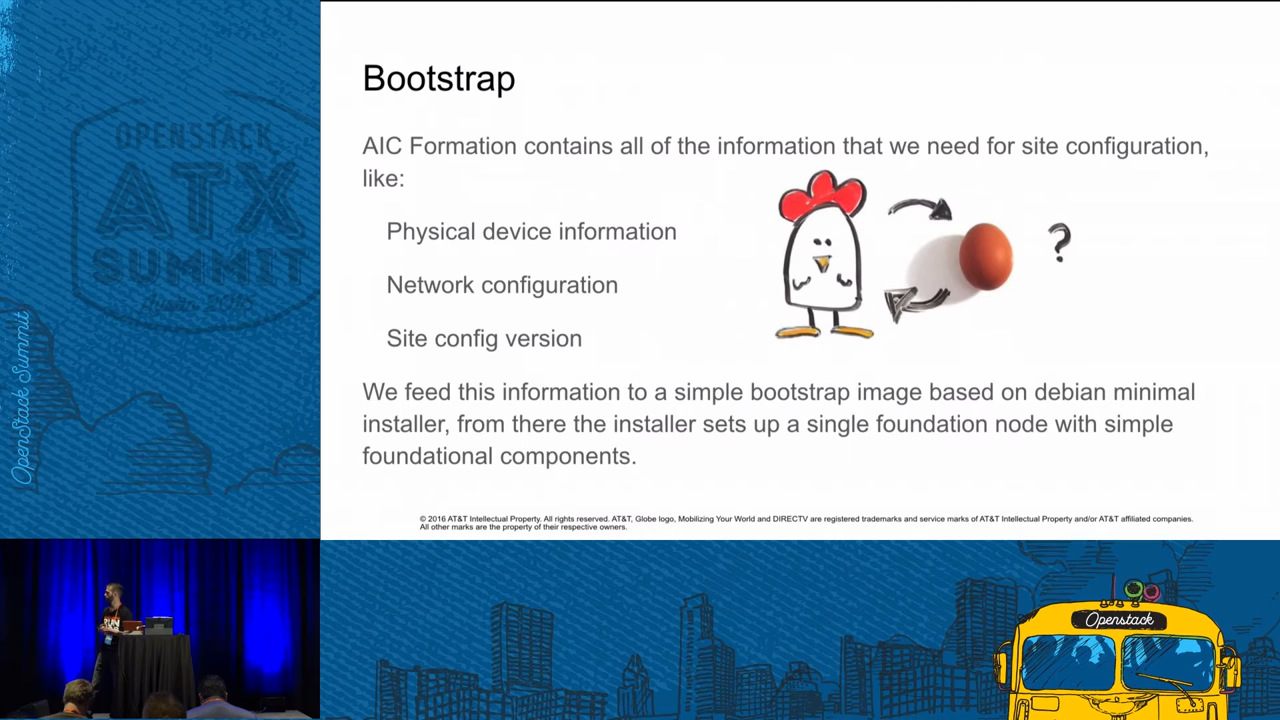 OPENSTACK
ATX
SUMMIT
OpenStack Summit
Bootstrap
AIC Formation contains all of the information that we need for site configuration,
like:
Physical device information
Network configuration
Site config version
?
We feed this information to a simple bootstrap image based on debian minimal
installer, from there the installer sets up a single foundation node with simple
foundational components.
© 2016 AT&T Intellectual Property. All rights reserved. AT&T, Globe logo, Mobilizing Your World and DIRECTV are registered trademarks and service marks of AT&T Intellectual Property and/or AT&T affiliated companies.
All other marks are the property of their respective owners.
Openstack